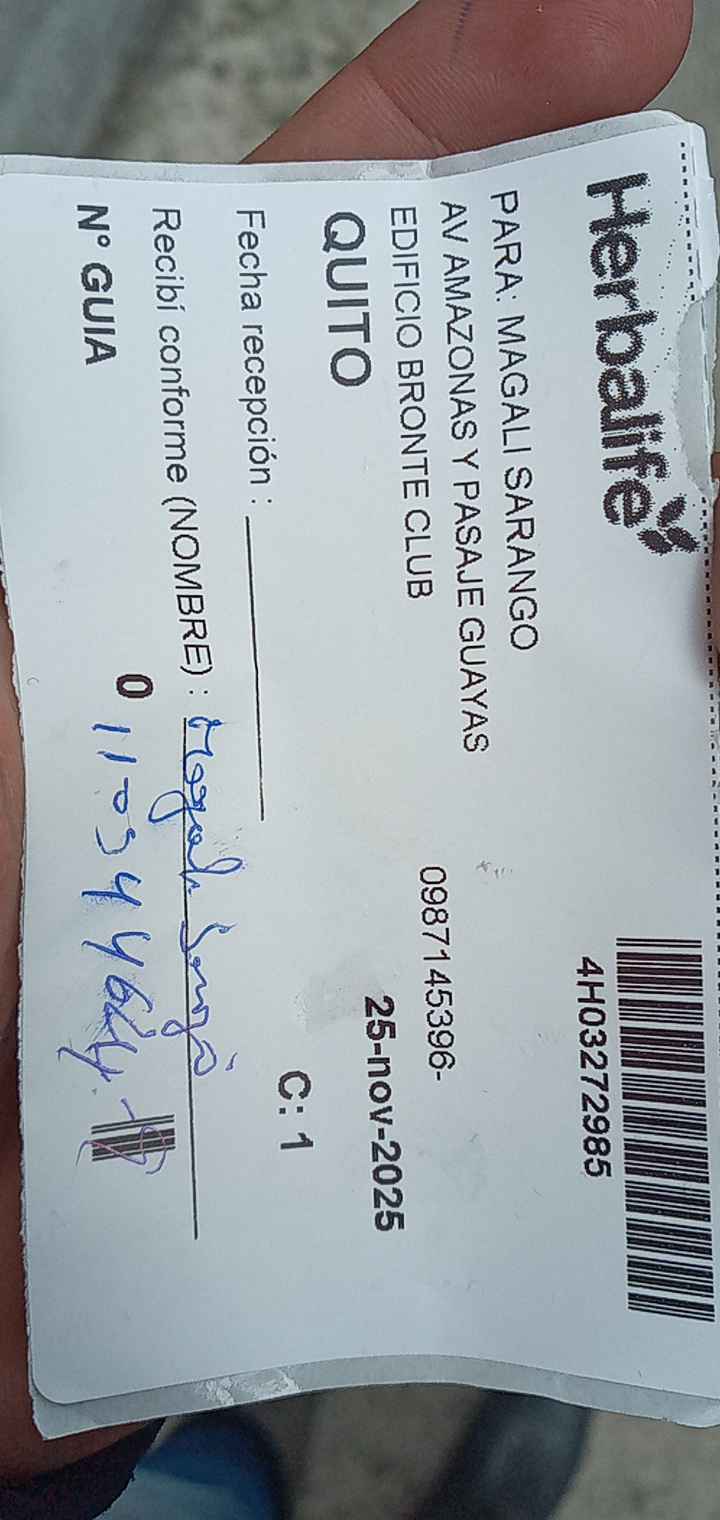 Herbalife
4H03272985
PARA: MAGALI SARANGO
AV AMAZONAS Y PASAJE GUAYAS
EDIFICIO BRONTE CLUB
0987145396-
QUITO
25-nov-2025
Fecha recepción :
C: 1
Recibí conforme (NOMBRE) : Magali
N° GUIA
0